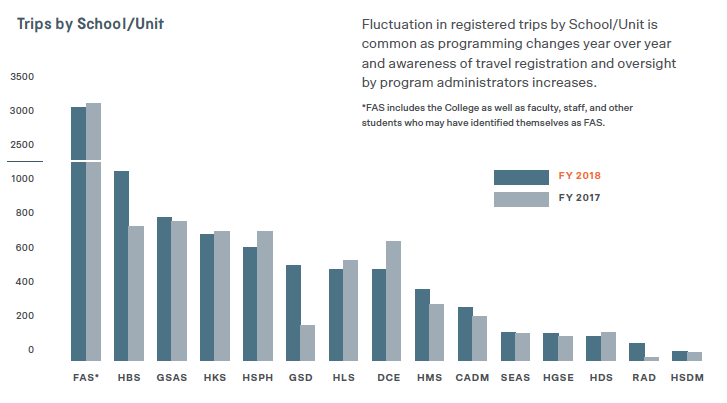 Trips by School/Unit
Fluctuation in registered trips by School/Unit is
common as programming changes year over year
and awareness of travel registration and oversight
by program administrators increases.
*FAS includes the College as well as faculty, staff, and other
students who may have identified themselves as FAS.
FY 2018
FY 2017
3500
3000
2500
1000
800
600
400
200
0
FAS* HBS GSAS HKS HSPH GSD HLS DCE HMS CADM SEAS HGSE HDS RAD HSDM